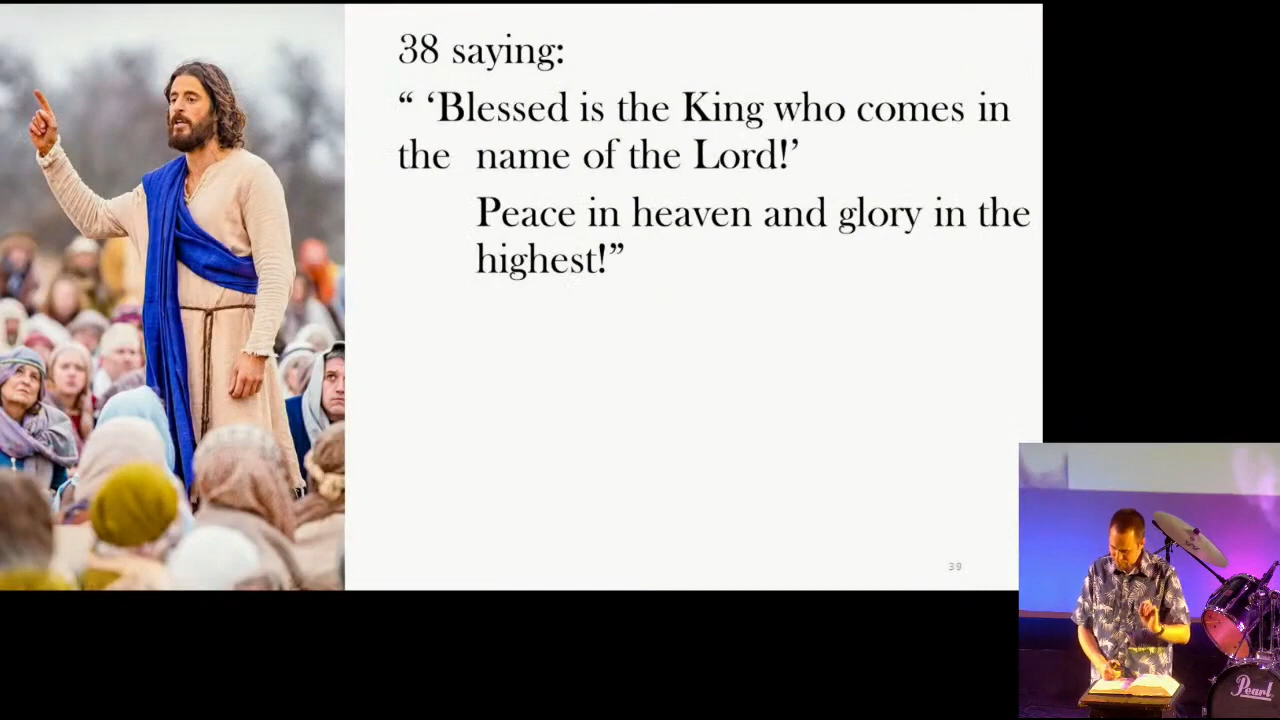 38 saying:
“ ‘Blessed is the King who comes in
the name of the Lord!’
Peace in heaven and glory in the
highest!”
39
Pearl